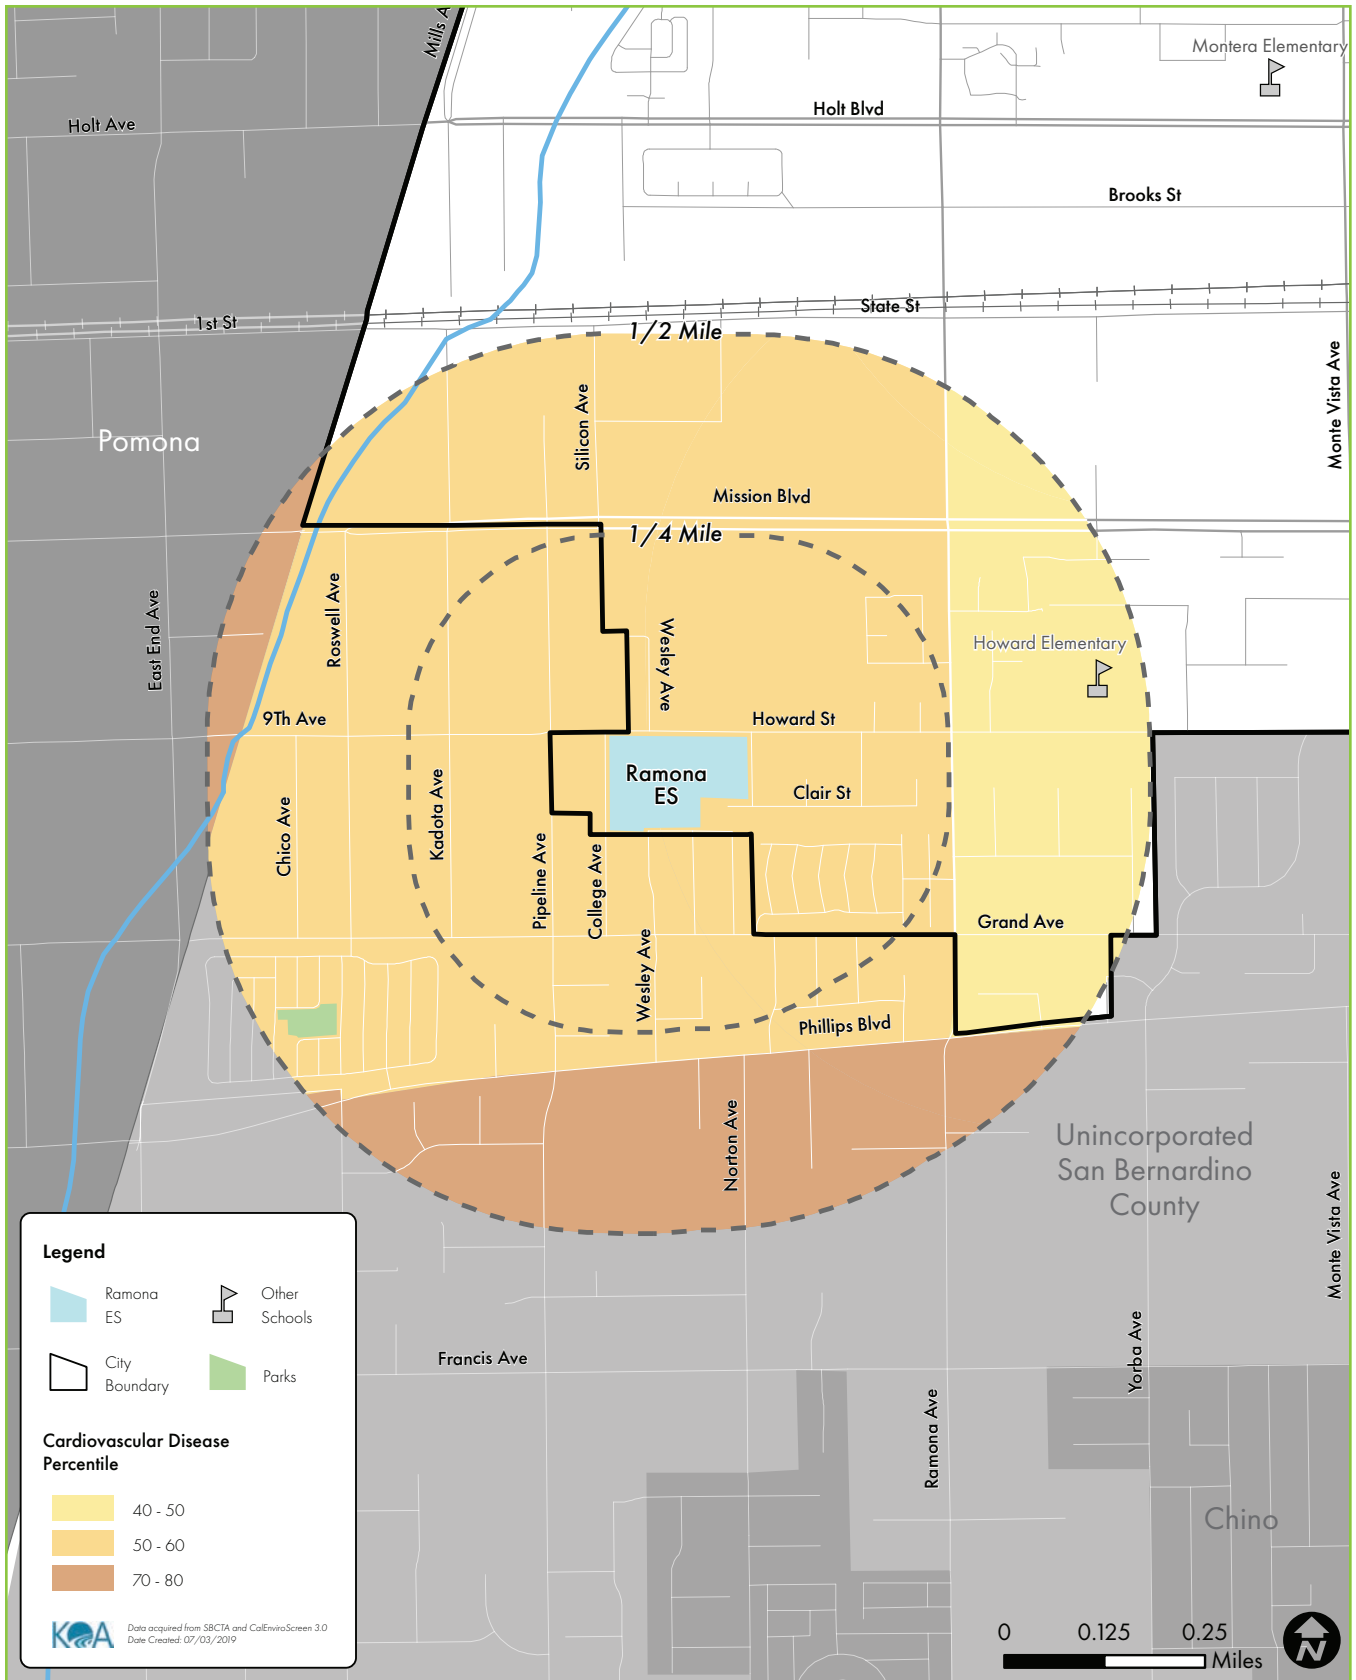 Mills A
Montera Elementary
Holt Ave
Holt Blvd
Brooks St
State St
1st St
1/2 Mile
Monte Vista Ave
Silicon Ave
Pomona
Mission Blvd
1/4 Mile
Roswell Ave
East End Ave
Wesley Ave
Howard Elementary
9Th Ave
Howard St
Ramona
ES
Clair St
Kadota Ave
Chico Ave
Pipeline Ave
College Ave
Grand Ave
Wesley Ave
Phillips Blvd
Norton Ave
Unincorporated
San Bernardino
County
Monte Vista Ave
Francis Ave
Yorba Ave
Ramona Ave
Chino
Legend
Ramona
ES
Other
Schools
City
Boundary
Parks
Cardiovascular Disease
Percentile
40 - 50
50 - 60
70 - 80
KOA
Data acquired from SBCTA and CalEnviroScreen 3.0
Date Created: 07/03/2019
0 0.125 0.25
Miles
N